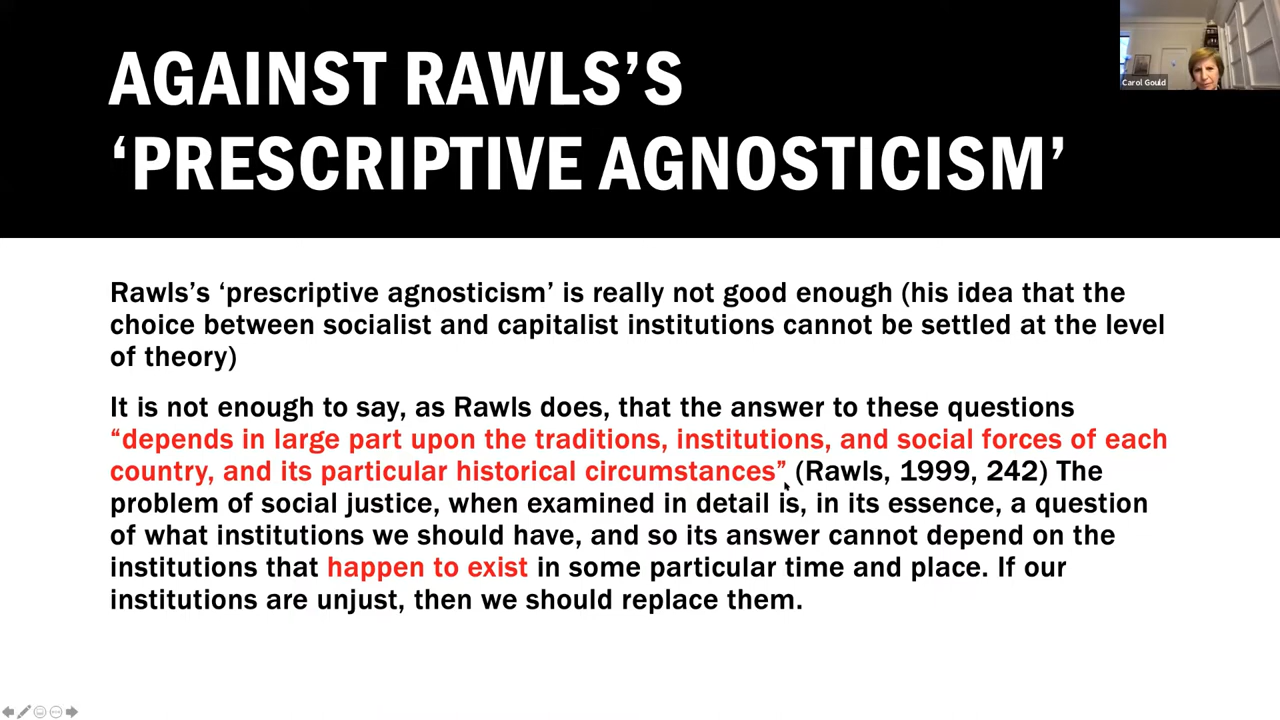 AGAINST RAWLS’S
‘PRESCRIPTIVE AGNOSTICISM’
Carol Gould
Rawls’s ‘prescriptive agnosticism’ is really not good enough (his idea that the
choice between socialist and capitalist institutions cannot be settled at the level
of theory)
It is not enough to say, as Rawls does, that the answer to these questions
“depends in large part upon the traditions, institutions, and social forces of each
country, and its particular historical circumstances” (Rawls, 1999, 242) The
problem of social justice, when examined in detail is, in its essence, a question
of what institutions we should have, and so its answer cannot depend on the
institutions that happen to exist in some particular time and place. If our
institutions are unjust, then we should replace them.